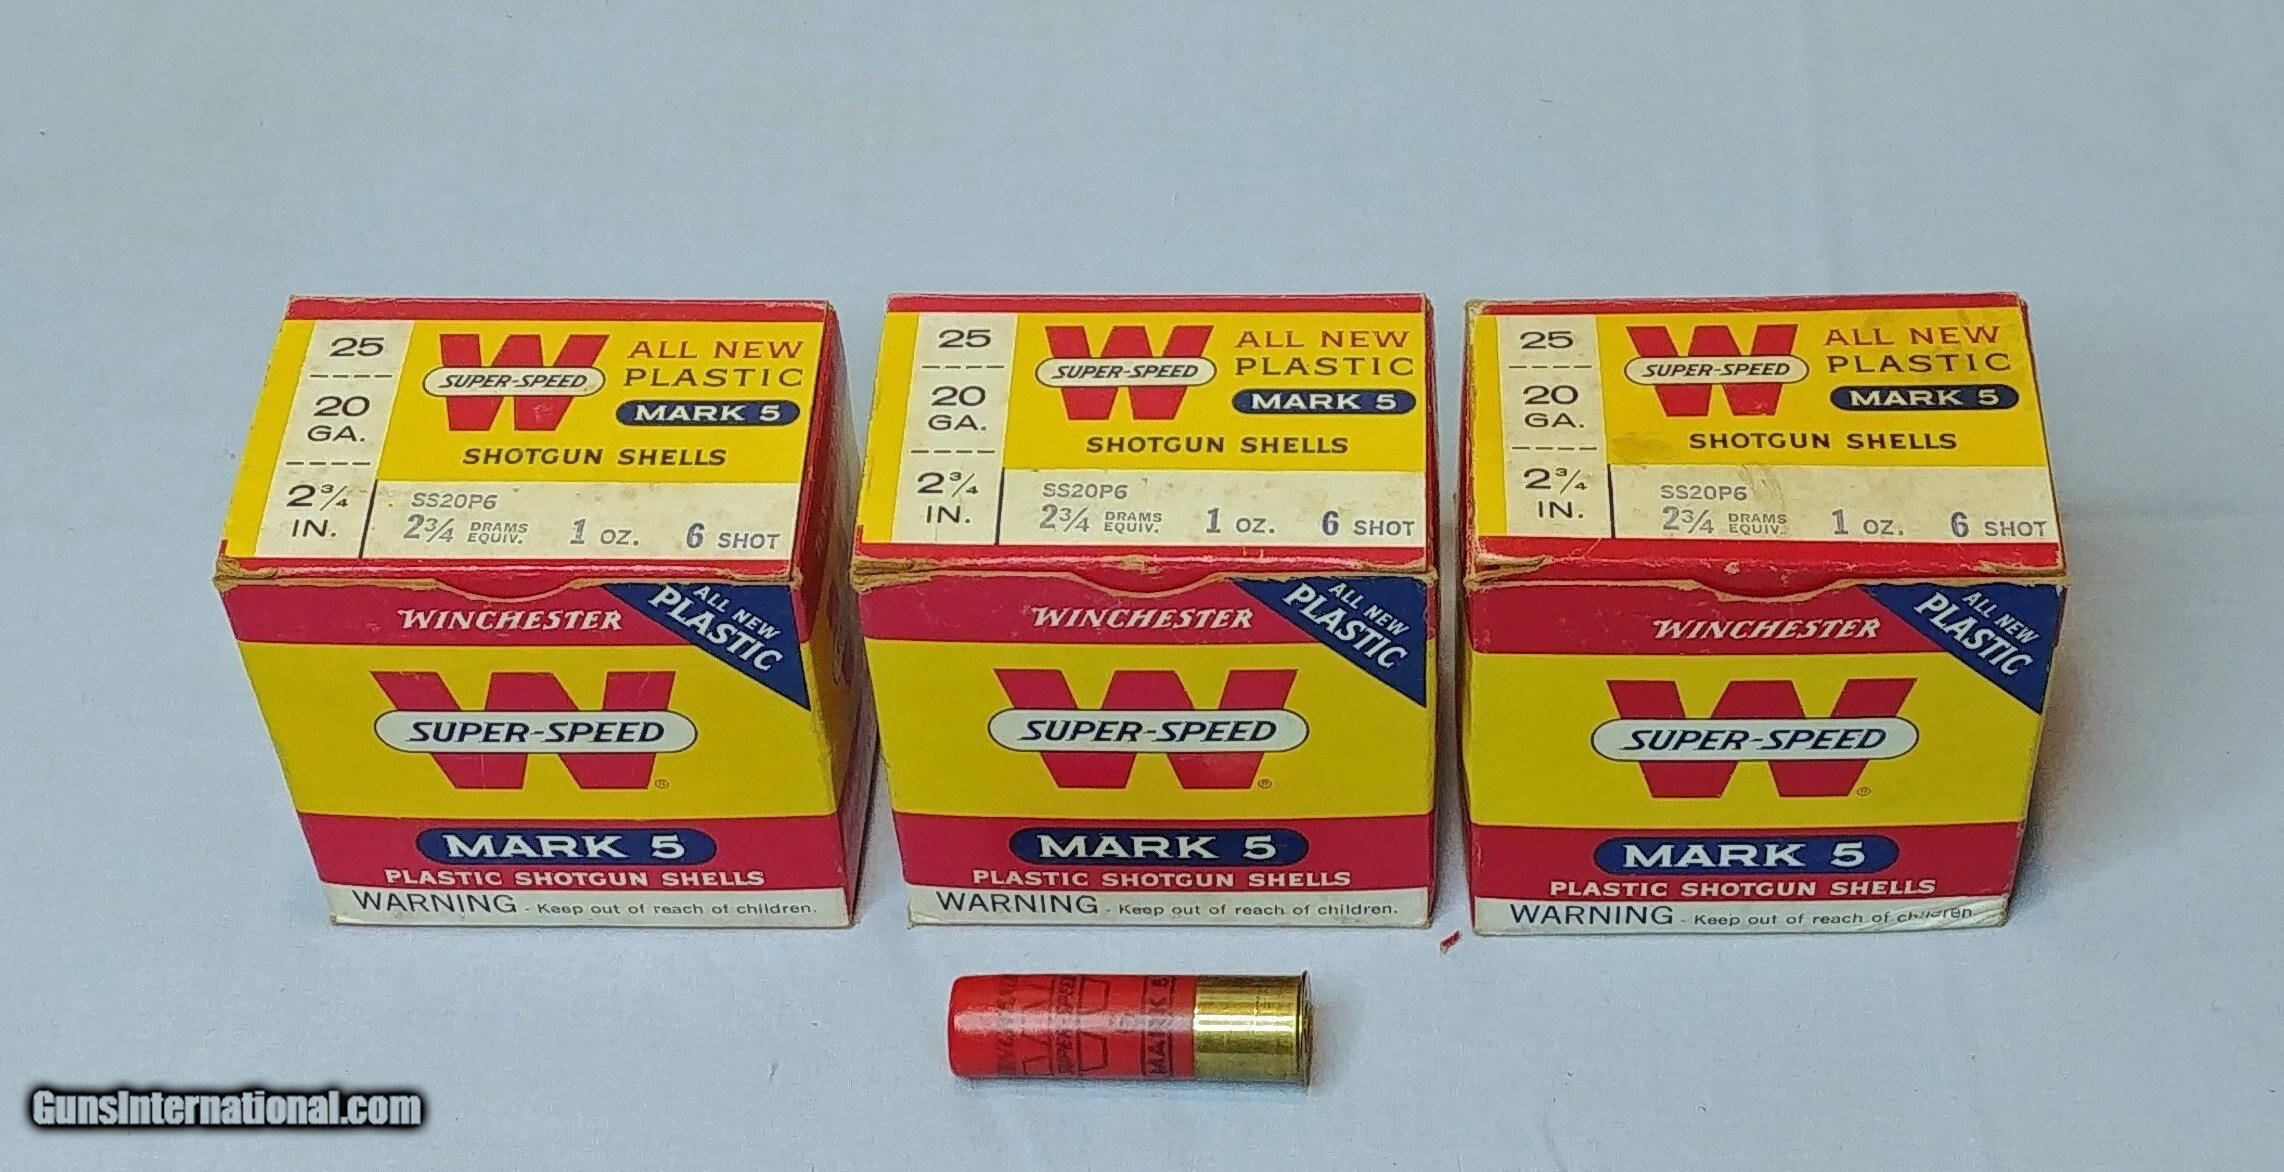 25
20
GA.
2¾
IN.
W
SUPER-SPEED
ALL NEW
PLASTIC
MARK 5
SHOTGUN SHELLS
SS20P6
2¾ DRAMS EQUIV. 1 OZ. 6 SHOT
WINCHESTER
ALL NEW
PLASTIC
W
SUPER-SPEED
®
MARK 5
PLASTIC SHOTGUN SHELLS
WARNING - Keep out of reach of children.
25
20
GA.
2¾
IN.
W
SUPER-SPEED
ALL NEW
PLASTIC
MARK 5
SHOTGUN SHELLS
SS20P6
2¾ DRAMS EQUIV. 1 OZ. 6 SHOT
WINCHESTER
ALL NEW
PLASTIC
W
SUPER-SPEED
®
MARK 5
PLASTIC SHOTGUN SHELLS
WARNING - Keep out of reach of children.
25
20
GA.
2¾
IN.
W
SUPER-SPEED
ALL NEW
PLASTIC
MARK 5
SHOTGUN SHELLS
SS20P6
2¾ DRAMS EQUIV. 1 OZ. 6 SHOT
WINCHESTER
ALL NEW
PLASTIC
W
SUPER-SPEED
®
MARK 5
PLASTIC SHOTGUN SHELLS
WARNING - Keep out of reach of children
MARK 5
GunsInternational.com